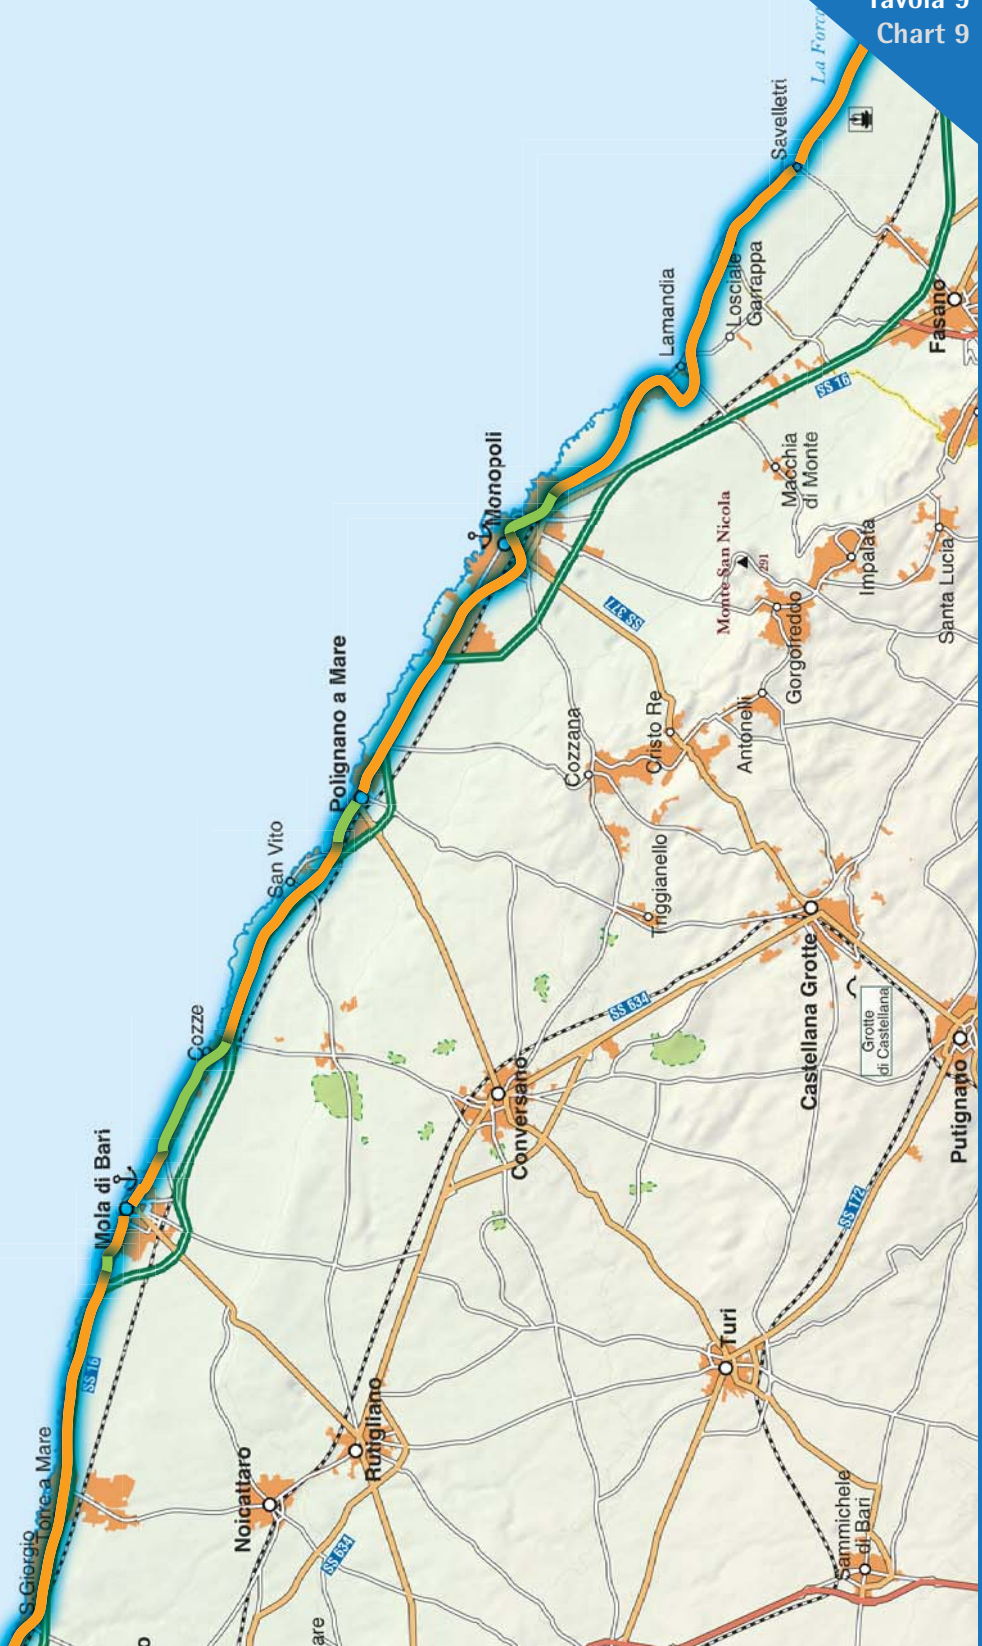 Tavola 9
Chart 9
La Forc
Savelletri
Lamandia
Losciale
Garrappa
Fasano
SS 16
Monopoli
Macchia
di Monte
Monte San Nicola
291
Impalata
Santa Lucia
SS 377
Gorgofreddo
Polignano a Mare
Cozzana
Cristo Re
Antonelli
San Vito
Triggianello
Castellana Grotte
Grotte
di Castellana
SS 634
Cozze
Conversano
Putignano
Mola di Bari
SS 172
SS 16
Turi
Rutigliano
Noicattaro
Torre a Mare
S.Giorgio
SS 634
Sammichele
di Bari
are
o